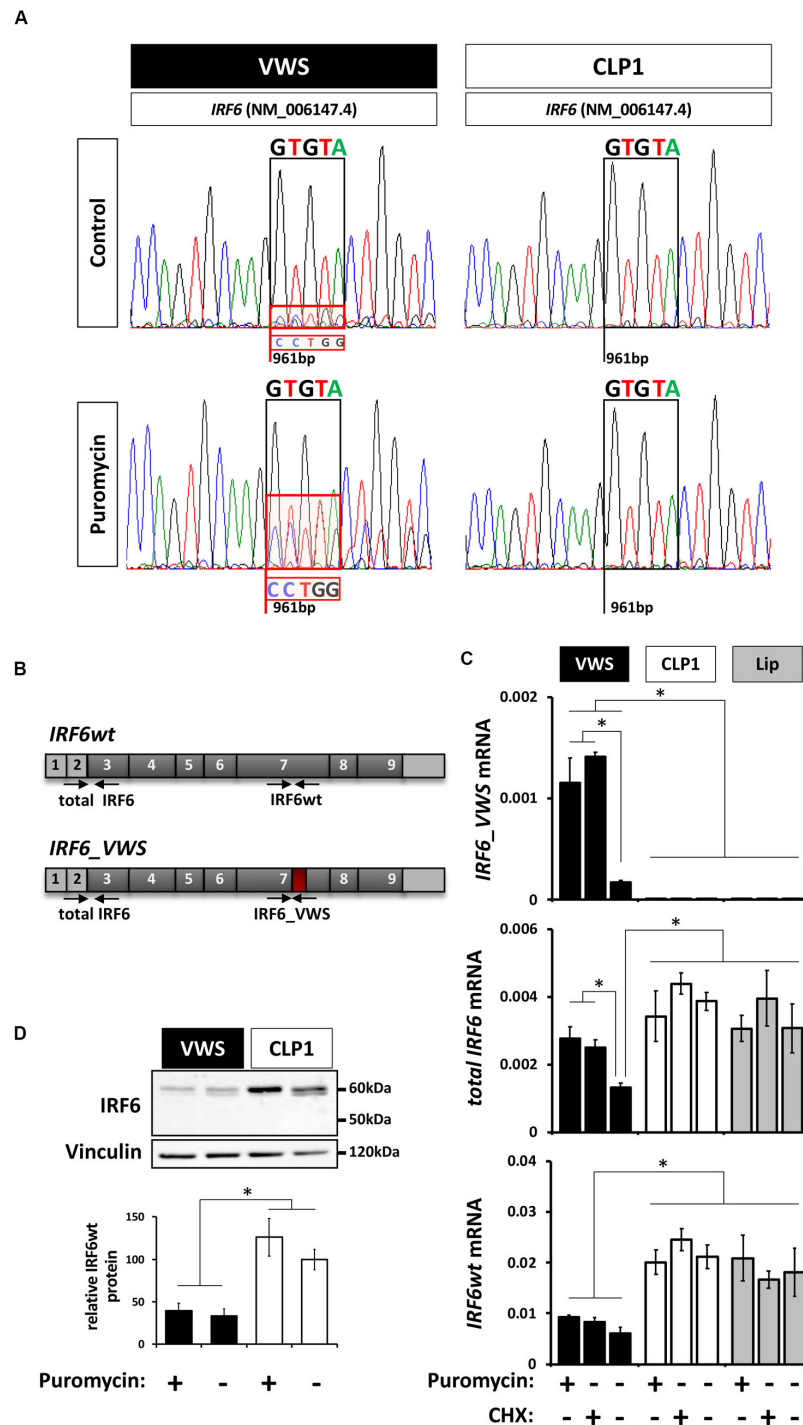 A
VWS
CLP1
IRF6 (NM_006147.4)
IRF6 (NM_006147.4)
Control
GTGTA
GTGTA
CCTGG
961bp
961bp
Puromycin
GTGTA
GTGTA
CCTGG
961bp
961bp
B
IRF6wt
1 2 3 4 5 6 7 8 9
total IRF6
IRF6wt
IRF6_VWS
1 2 3 4 5 6 7 8 9
total IRF6
IRF6_VWS
C
VWS
CLP1
Lip
IRF6_VWS mRNA
0.002
0.001
0
*
*
total IRF6 mRNA
0.006
0.004
0.002
0
*
*
IRF6wt mRNA
0.04
0.03
0.02
0.01
0
*
Puromycin: + - - + - - + - -
CHX: - + - - + - - + -
D
VWS
CLP1
IRF6
60kDa
50kDa
Vinculin
120kDa
relative IRF6wt
protein
150
100
50
0
*
Puromycin: + - + -